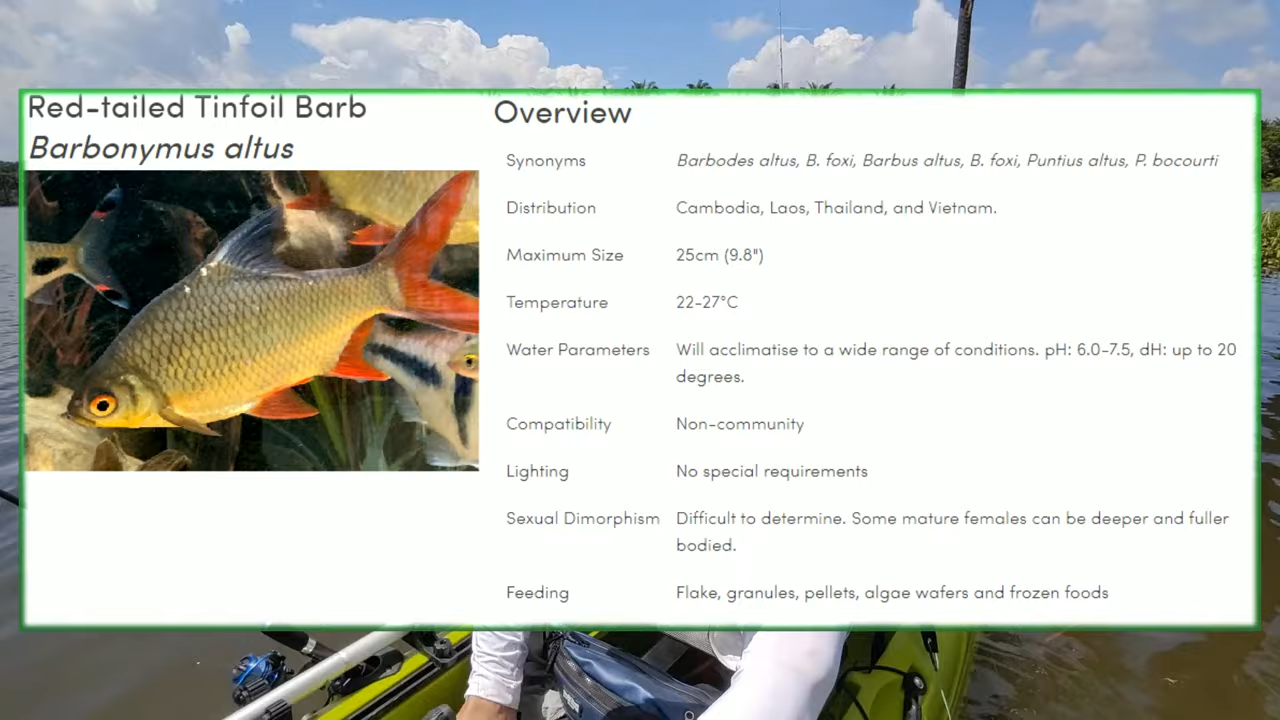 Red-tailed Tinfoil Barb
Barbonymus altus
Overview
Synonyms Barbodes altus, B. foxi, Barbus altus, B. foxi, Puntius altus, P. bocourti
Distribution Cambodia, Laos, Thailand, and Vietnam.
Maximum Size 25cm (9.8")
Temperature 22-27°C
Water Parameters Will acclimatise to a wide range of conditions. pH: 6.0-7.5, dH: up to 20
degrees.
Compatibility Non-community
Lighting No special requirements
Sexual Dimorphism Difficult to determine. Some mature females can be deeper and fuller
bodied.
Feeding Flake, granules, pellets, algae wafers and frozen foods